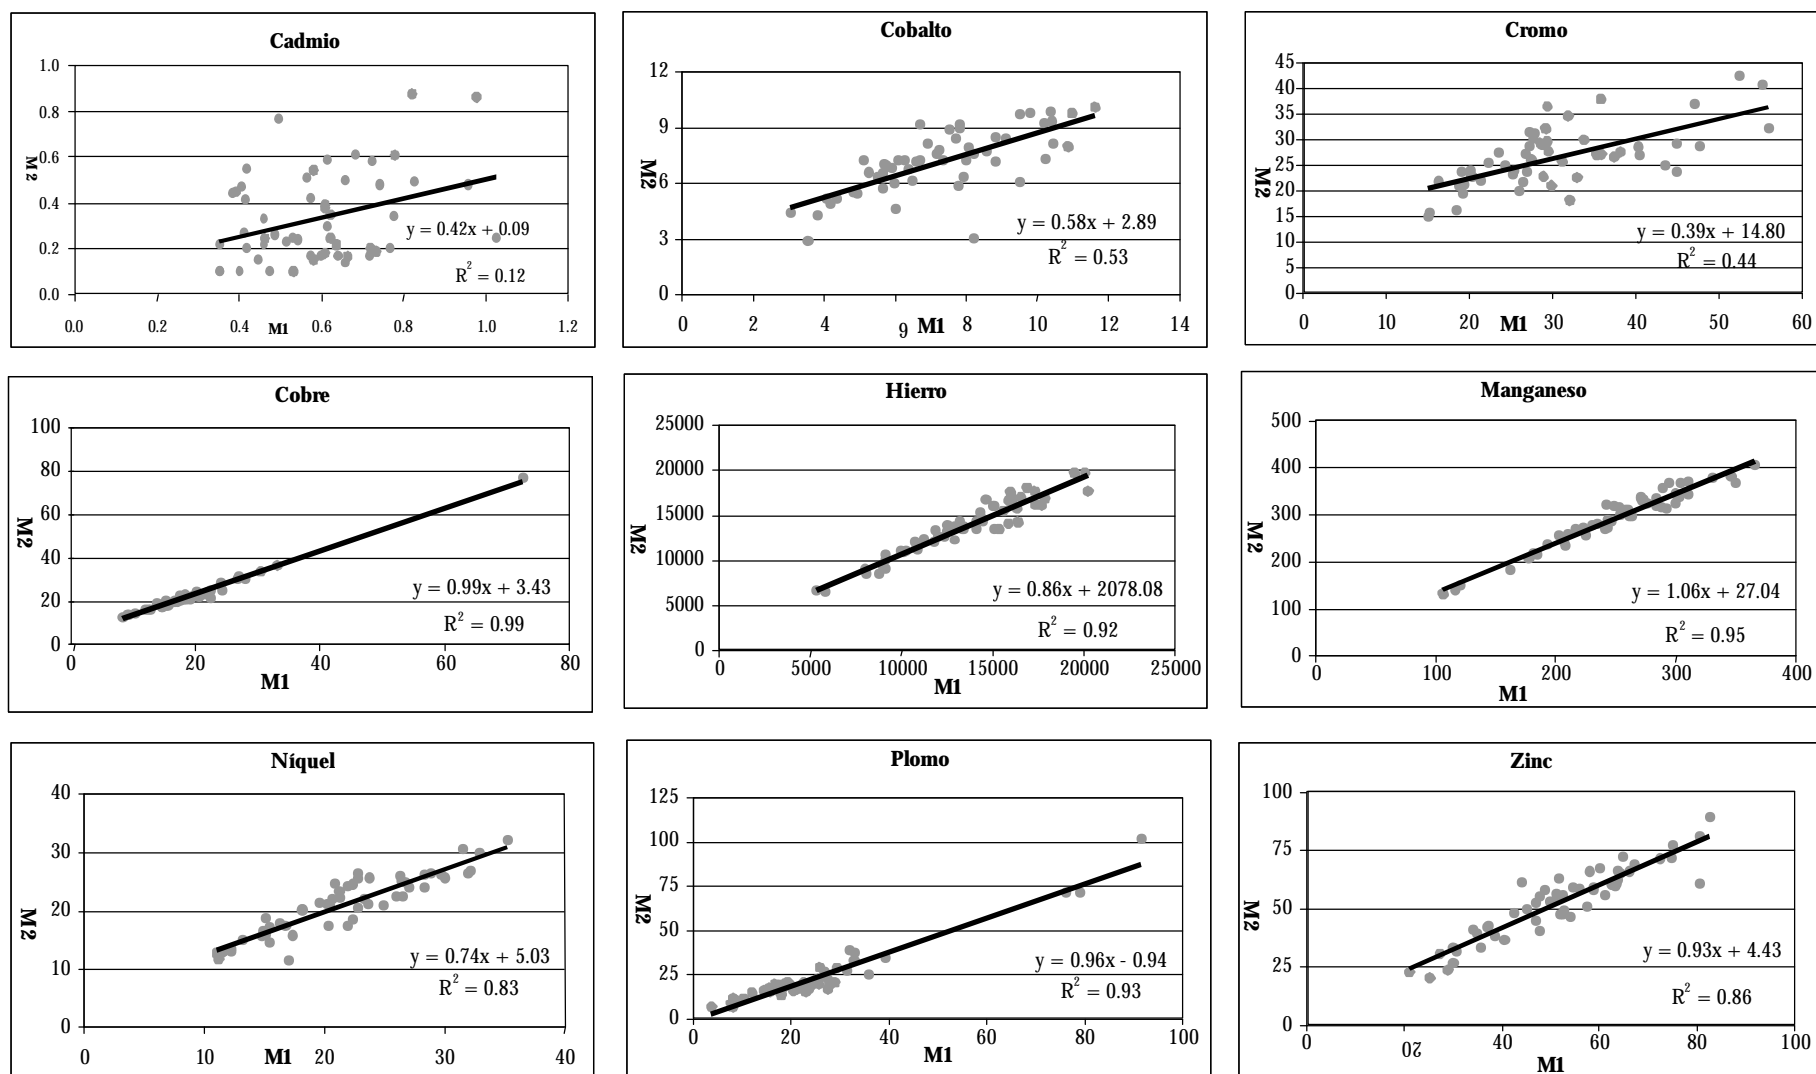 Cadmio
1.0
0.8
0.6
0.4
0.2
0.0
M2
y = 0.42x + 0.09
R² = 0.12
0.0 0.2 0.4 0.6 0.8 1.0 1.2
M1
Cobalto
12
9
6
3
0
M2
y = 0.58x + 2.89
R² = 0.53
0 2 4 6 8 10 12 14
M1
Cromo
45
40
35
30
25
20
15
10
5
0
M2
y = 0.39x + 14.80
R² = 0.44
0 10 20 30 40 50 60
M1
Cobre
100
80
60
40
20
0
M2
y = 0.99x + 3.43
R² = 0.99
0 20 40 60 80
M1
Hierro
25000
20000
15000
10000
5000
0
M2
y = 0.86x + 2078.08
R² = 0.92
0 5000 10000 15000 20000 25000
M1
Manganeso
500
400
300
200
100
0
M2
y = 1.06x + 27.04
R² = 0.95
0 100 200 300 400
M1
Níquel
40
30
20
10
0
M2
y = 0.74x + 5.03
R² = 0.83
0 10 20 30 40
M1
Plomo
125
100
75
50
25
0
M2
y = 0.96x - 0.94
R² = 0.93
0 20 40 60 80 100
M1
Zinc
100
75
50
25
0
M2
y = 0.93x + 4.43
R² = 0.86
0 20 40 60 80 100
M1